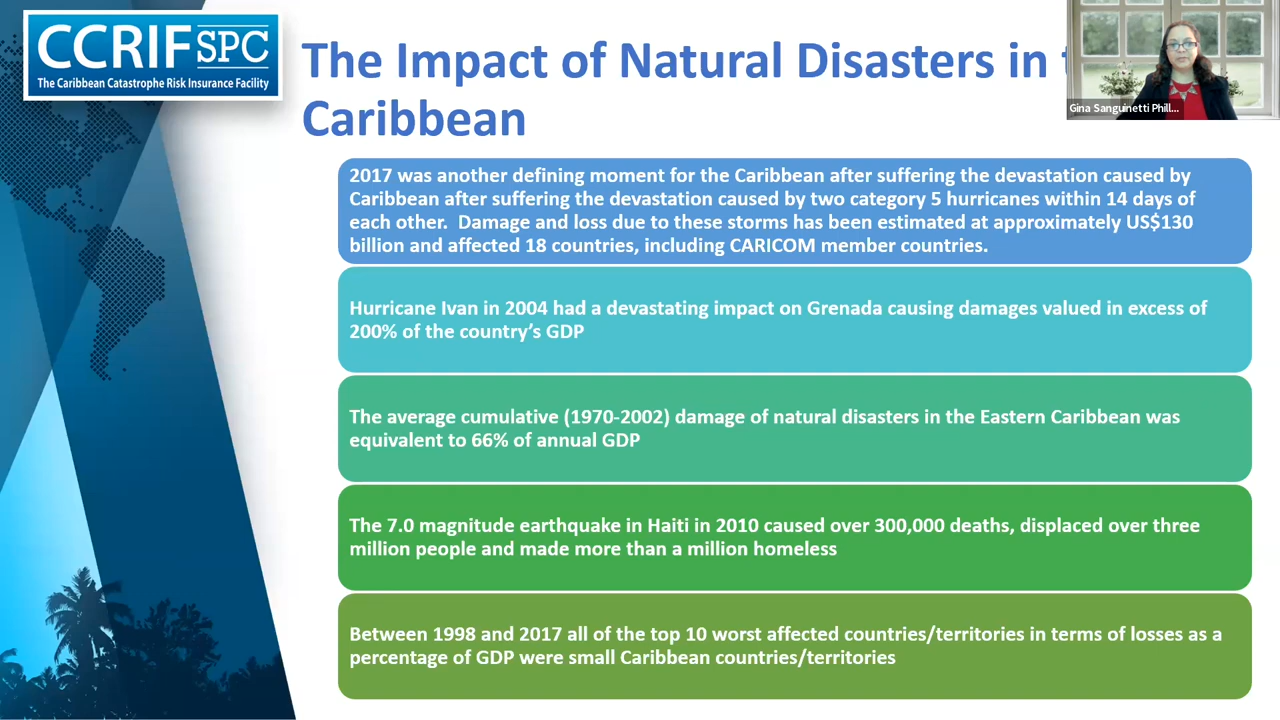 CCRIF SPC
The Caribbean Catastrophe Risk Insurance Facility
The Impact of Natural Disasters in
Caribbean
Gina Sanguinetti Phill...
2017 was another defining moment for the Caribbean after suffering the devastation caused by
Caribbean after suffering the devastation caused by two category 5 hurricanes within 14 days of
each other.  Damage and loss due to these storms has been estimated at approximately US$130
billion and affected 18 countries, including CARICOM member countries.
Hurricane Ivan in 2004 had a devastating impact on Grenada causing damages valued in excess of
200% of the country’s GDP
The average cumulative (1970-2002) damage of natural disasters in the Eastern Caribbean was
equivalent to 66% of annual GDP
The 7.0 magnitude earthquake in Haiti in 2010 caused over 300,000 deaths, displaced over three
million people and made more than a million homeless
Between 1998 and 2017 all of the top 10 worst affected countries/territories in terms of losses as a
percentage of GDP were small Caribbean countries/territories